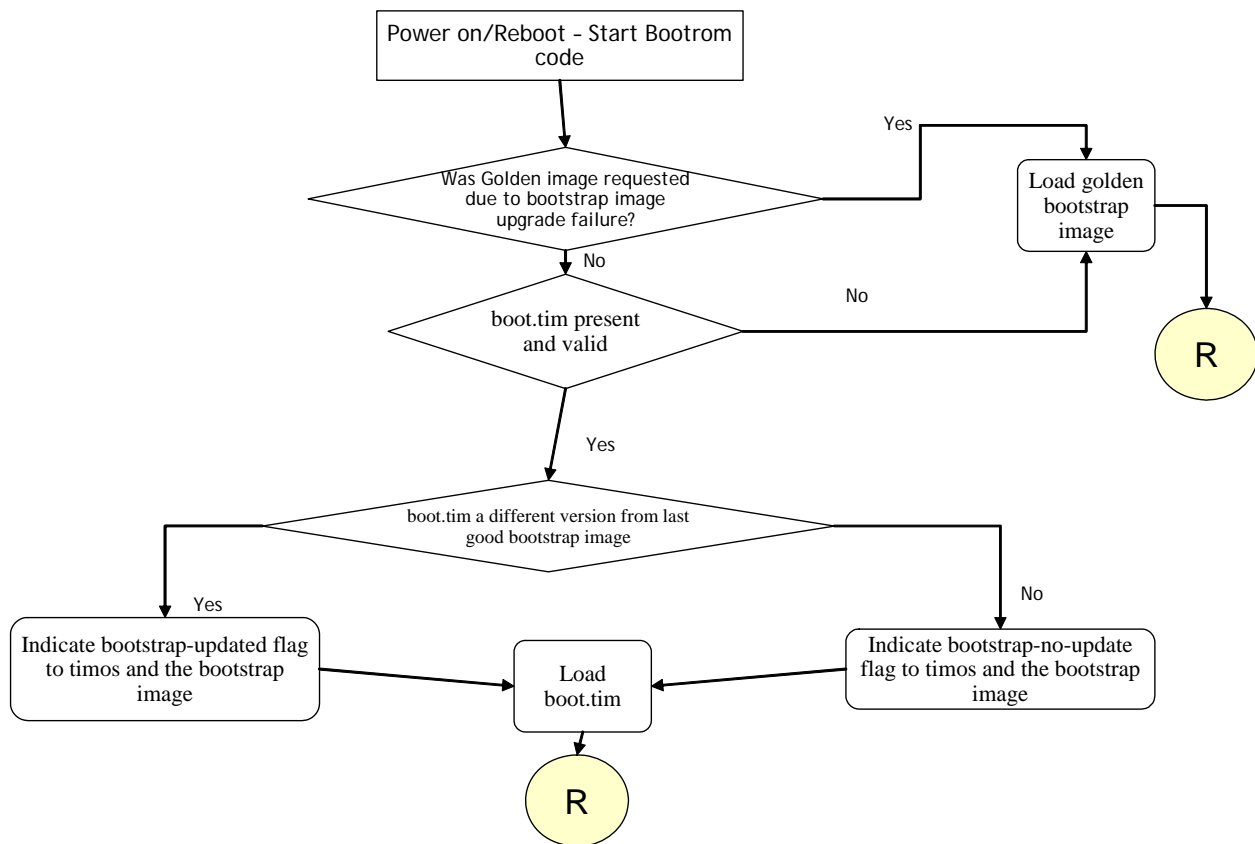 Power on/Reboot – Start Bootrom
code
Yes
Was Golden image requested
due to bootstrap image
upgrade failure?
Load golden
bootstrap
image
No
No
boot.tim present
and valid
R
Yes
boot.tim a different version from last
good bootstrap image
Yes
No
Indicate bootstrap-updated flag
to timos and the bootstrap
image
Load
boot.tim
Indicate bootstrap-no-update
flag to timos and the bootstrap
image
R